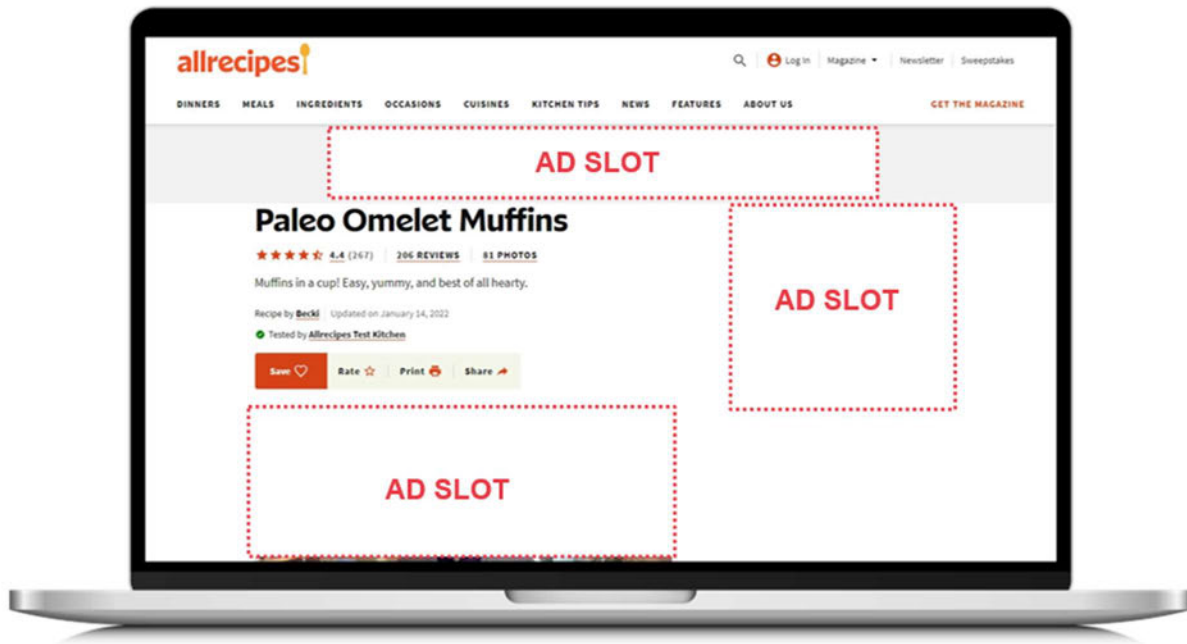 allrecipes
Log In Magazine Newsletter Sweepstakes
DINNERS MEALS INGREDIENTS OCCASIONS CUISINES KITCHEN TIPS NEWS FEATURES ABOUT US GET THE MAGAZINE
AD SLOT
Paleo Omelet Muffins
4.4 (267) 206 REVIEWS 81 PHOTOS
Muffins in a cup! Easy, yummy, and best of all hearty.
AD SLOT
Recipe by Becki Updated on January 14, 2022
Tested by Allrecipes Test Kitchen
Save Rate Print Share
AD SLOT